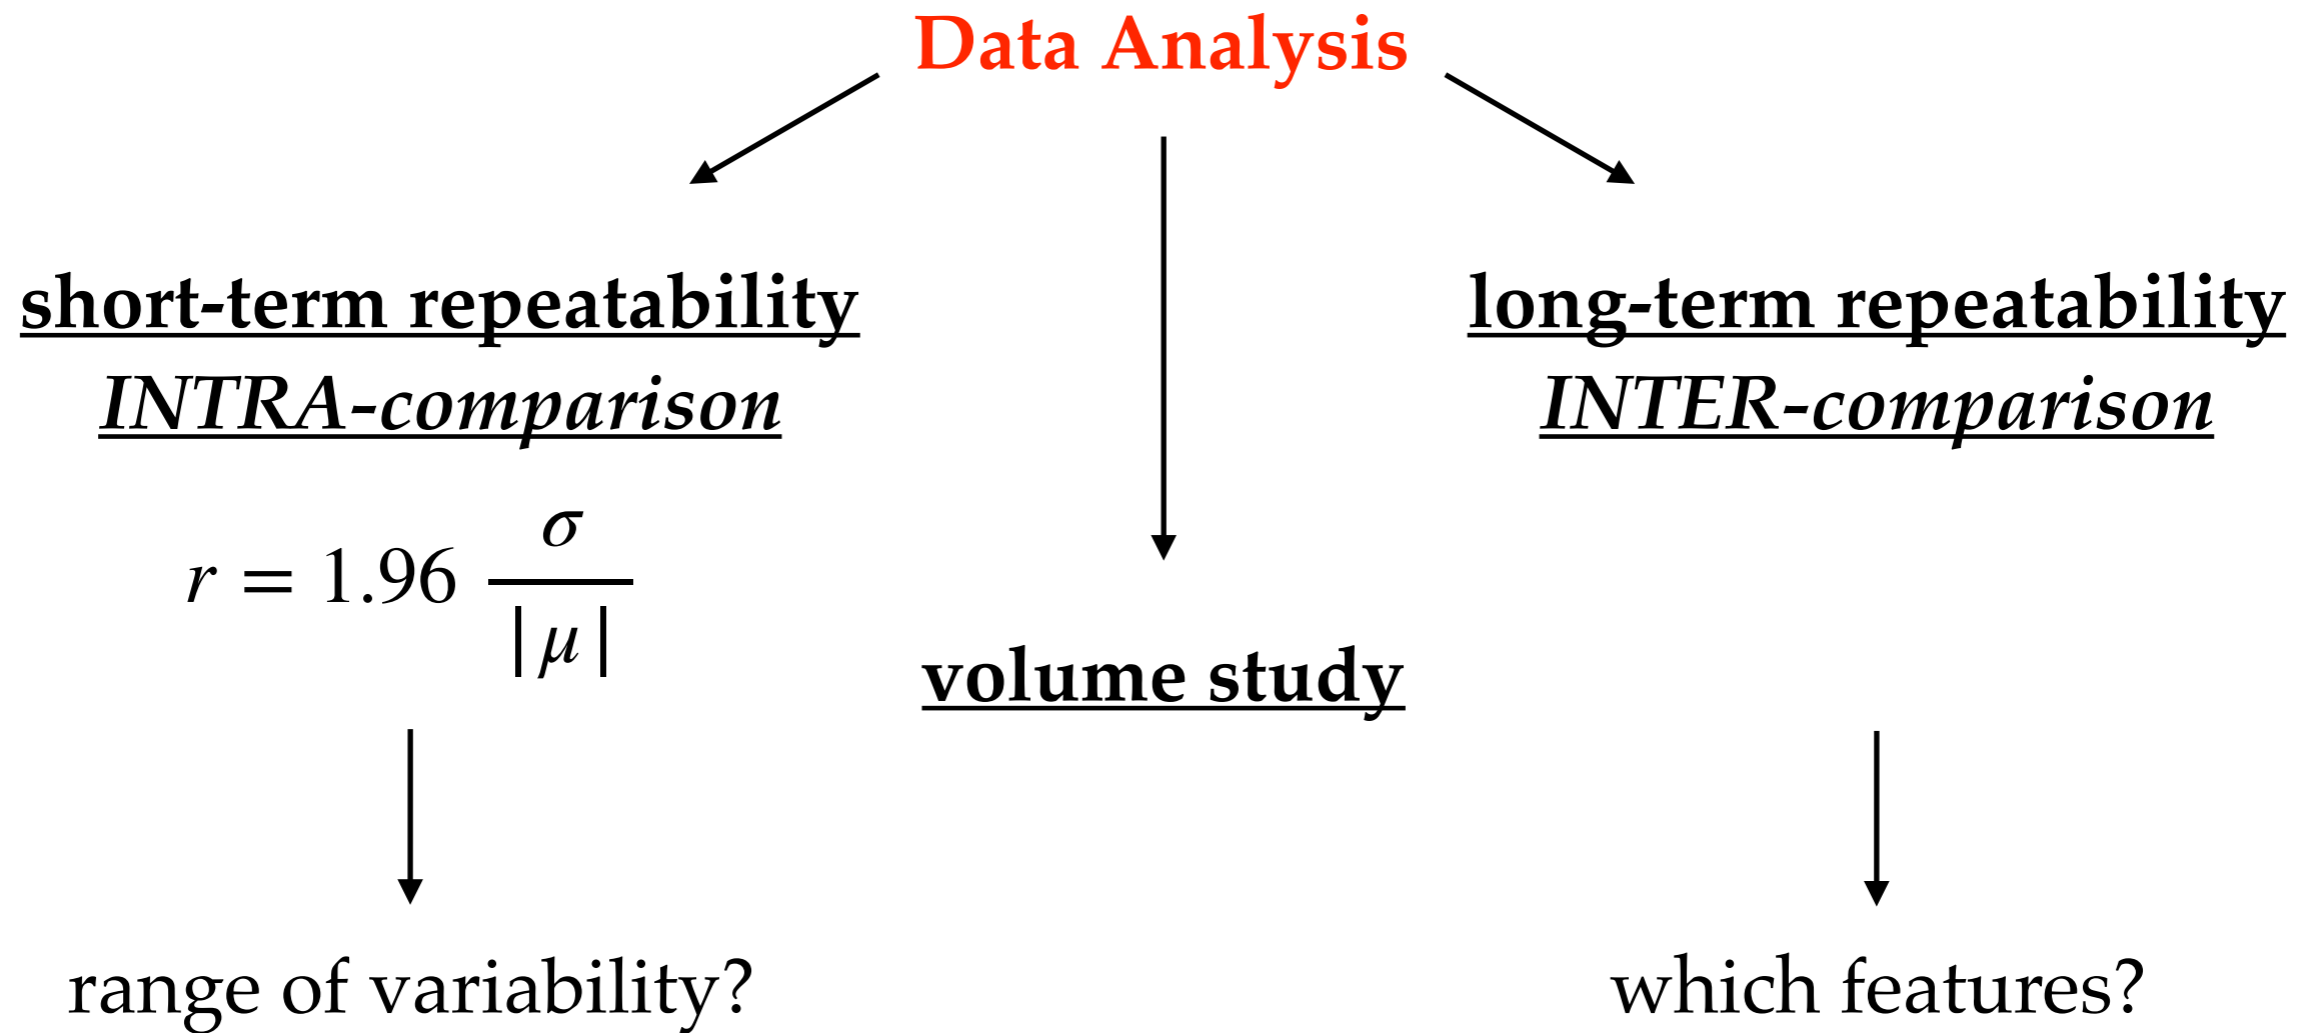 Data Analysis
short-term repeatability
INTRA-comparison
r = 1.96 σ / |μ|
range of variability?
volume study
long-term repeatability
INTER-comparison
which features?